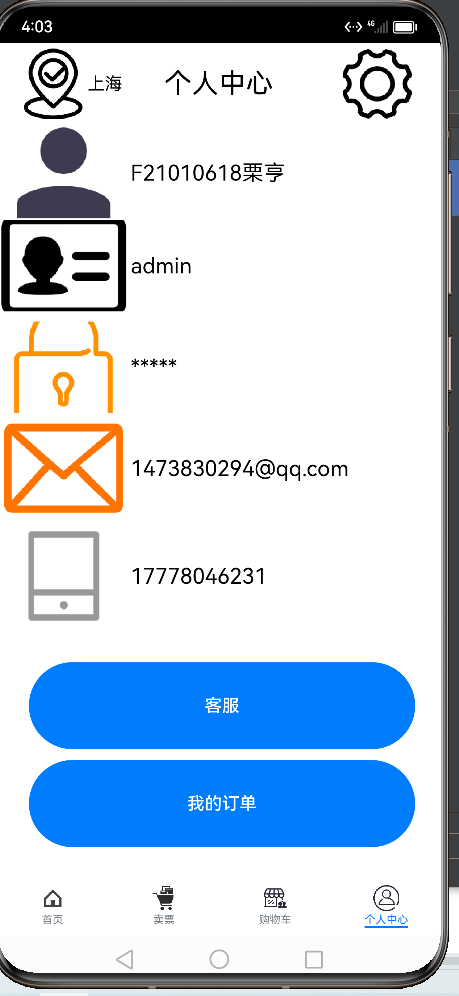 4:03
4G
上海
个人中心
F21010618栗亨
admin
*****
1473830294@qq.com
17778046231
客服
我的订单
首页
卖票
购物车
个人中心